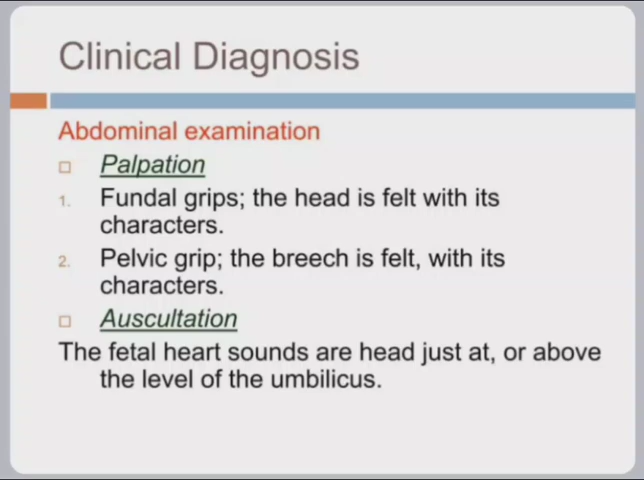 Clinical Diagnosis
Abdominal examination
Palpation
1. Fundal grips; the head is felt with its
characters.
2. Pelvic grip; the breech is felt, with its
characters.
Auscultation
The fetal heart sounds are head just at, or above
the level of the umbilicus.